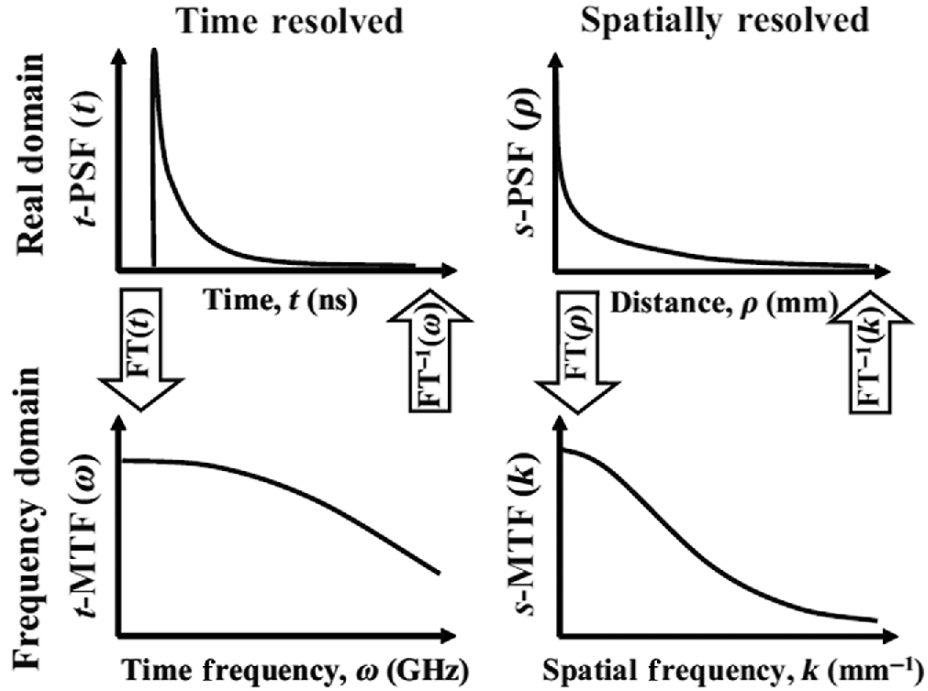 Time resolved
Spatially resolved
Real domain
t-PSF (t)
Time, t (ns)
s-PSF (ρ)
Distance, ρ (mm)
FT(t)
FT⁻¹(ω)
FT(ρ)
FT⁻¹(k)
Frequency domain
t-MTF (ω)
Time frequency, ω (GHz)
s-MTF (k)
Spatial frequency, k (mm⁻¹)